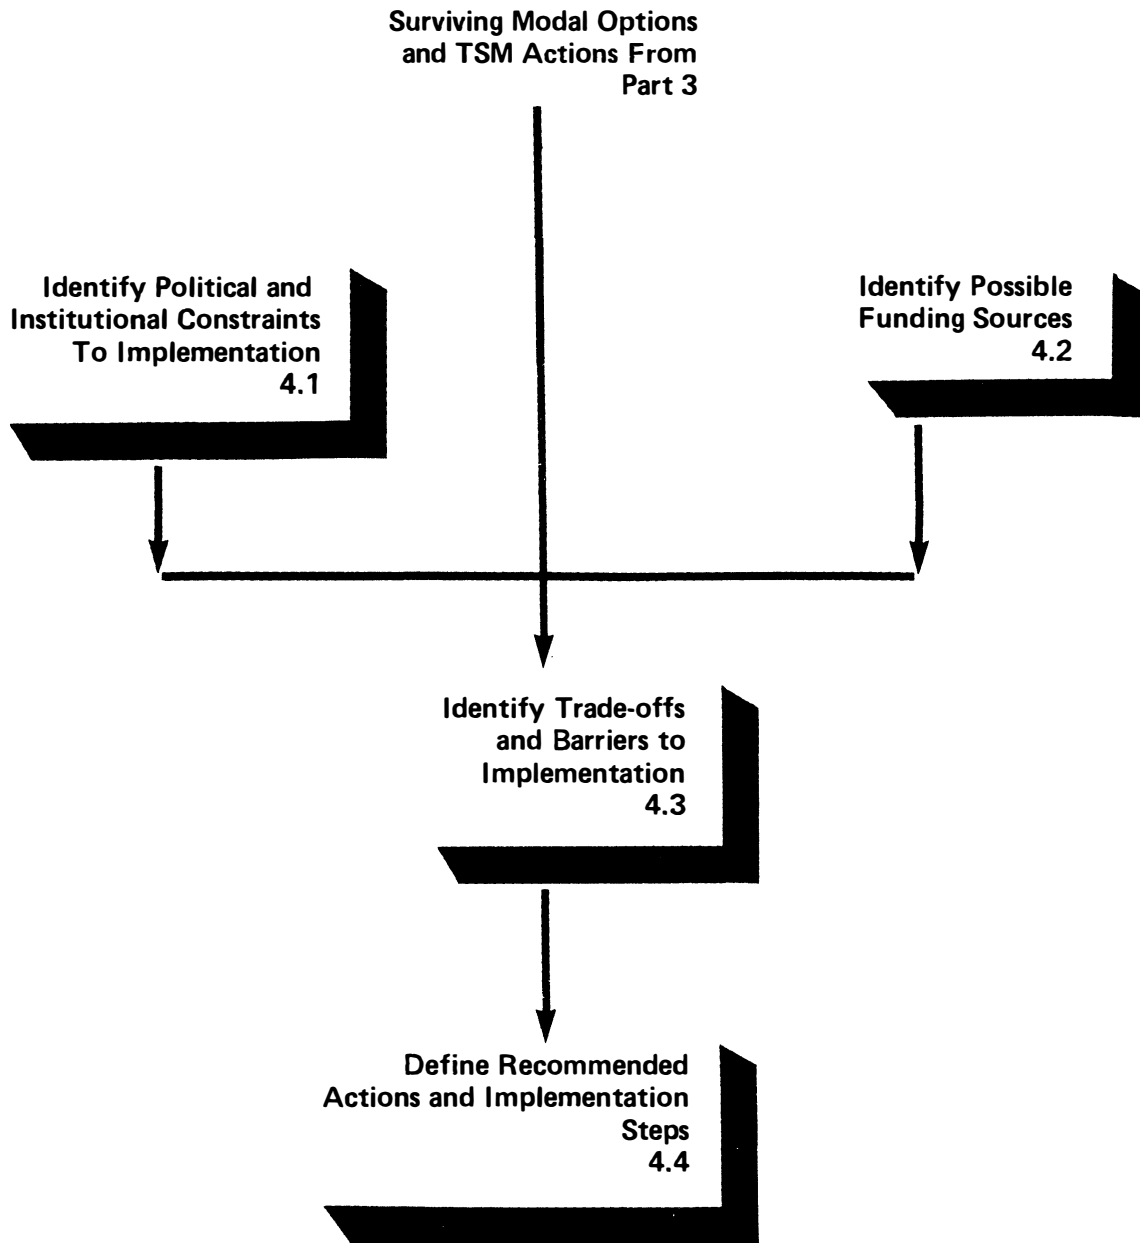 Surviving Modal Options
and TSM Actions From
Part 3
Identify Political and
Institutional Constraints
To Implementation
4.1
Identify Possible
Funding Sources
4.2
Identify Trade-offs
and Barriers to
Implementation
4.3
Define Recommended
Actions and Implementation
Steps
4.4